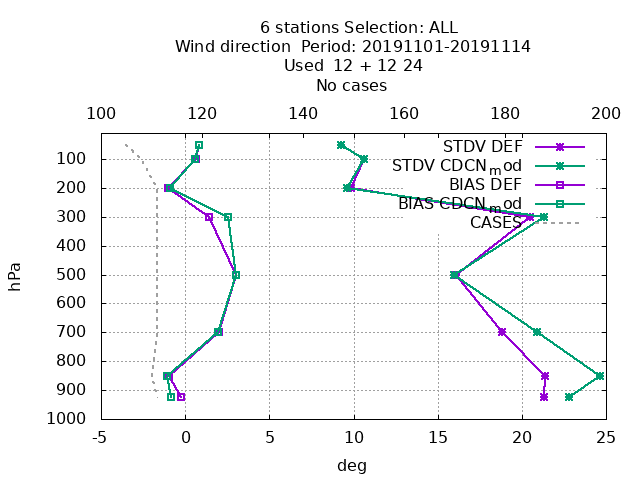 6 stations Selection: ALL
Wind direction  Period: 20191101-20191114
Used  12 + 12 24
No cases
100 120 140 160 180 200
STDV DEF
STDV CDCN_mod
BIAS DEF
BIAS CDCN_mod
CASES
100
200
300
400
500
600
700
800
900
1000
hPa
-5 0 5 10 15 20 25
deg